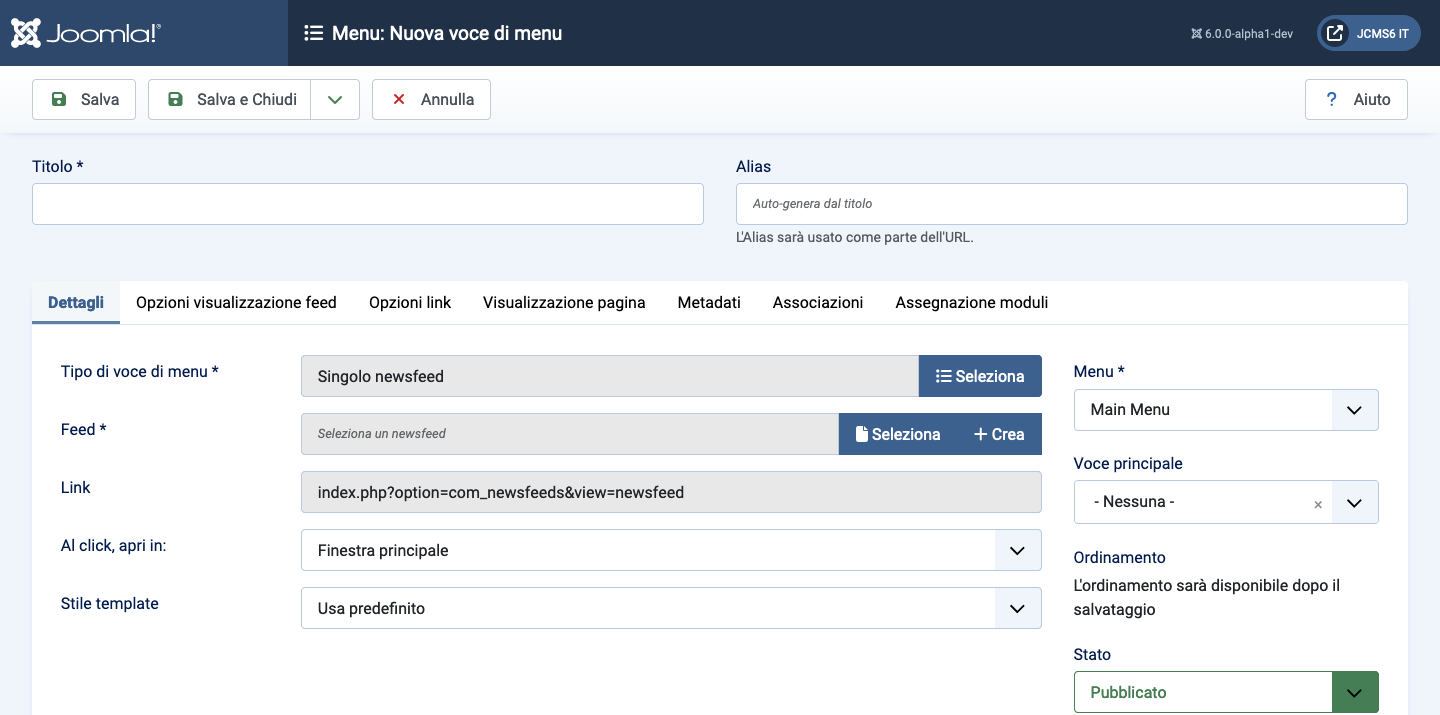 Joomla!® Menu: Nuova voce di menu 6.0.0-alpha1-dev JCMS6 IT
Salva Salva e Chiudi Annulla ? Aiuto
Titolo * Alias
Auto-genera dal titolo
L'Alias sarà usato come parte dell'URL.
Dettagli Opzioni visualizzazione feed Opzioni link Visualizzazione pagina Metadati Associazioni Assegnazione moduli
Tipo di voce di menu * Singolo newsfeed Seleziona
Feed * Seleziona un newsfeed Seleziona Crea
Link index.php?option=com_newsfeeds&view=newsfeed
Al click, apri in: Finestra principale
Stile template Usa predefinito
Menu *
Main Menu
Voce principale
- Nessuna - ×
Ordinamento
L'ordinamento sarà disponibile dopo il
salvataggio
Stato
Pubblicato